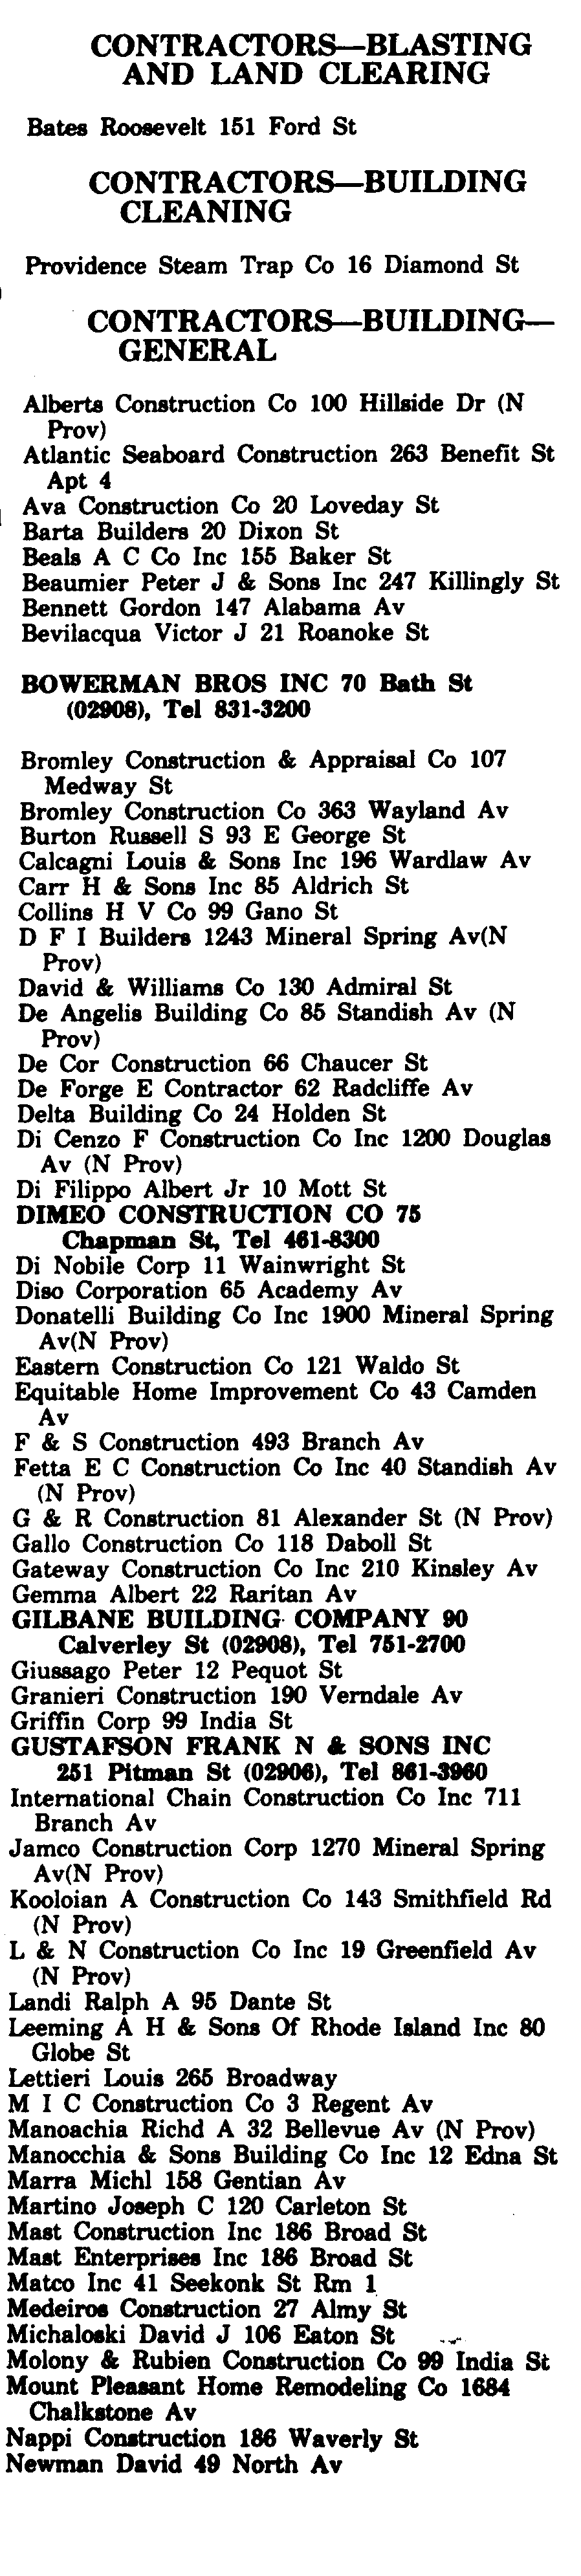 CONTRACTORS—BLASTING
AND LAND CLEARING
Bates Roosevelt 151 Ford St
CONTRACTORS—BUILDING
CLEANING
Providence Steam Trap Co 16 Diamond St
CONTRACTORS—BUILDING—
GENERAL
Alberts Construction Co 100 Hillside Dr (N
Prov)
Atlantic Seaboard Construction 263 Benefit St
Apt 4
Ava Construction Co 20 Loveday St
Barta Builders 20 Dixon St
Beals A C Co Inc 155 Baker St
Beaumier Peter J & Sons Inc 247 Killingly St
Bennett Gordon 147 Alabama Av
Bevilacqua Victor J 21 Roanoke St
BOWERMAN BROS INC 70 Bath St
(02908), Tel 831-3200
Bromley Construction & Appraisal Co 107
Medway St
Bromley Construction Co 363 Wayland Av
Burton Russell S 93 E George St
Calcagni Louis & Sons Inc 196 Wardlaw Av
Carr H & Sons Inc 85 Aldrich St
Collins H V Co 99 Gano St
D F I Builders 1243 Mineral Spring Av(N
Prov)
David & Williams Co 130 Admiral St
De Angelis Building Co 85 Standish Av (N
Prov)
De Cor Construction 66 Chaucer St
De Forge E Contractor 62 Radcliffe Av
Delta Building Co 24 Holden St
Di Cenzo F Construction Co Inc 1200 Douglas
Av (N Prov)
Di Filippo Albert Jr 10 Mott St
DIMEO CONSTRUCTION CO 75
Chapman St, Tel 461-8300
Di Nobile Corp 11 Wainwright St
Diso Corporation 65 Academy Av
Donatelli Building Co Inc 1900 Mineral Spring
Av(N Prov)
Eastern Construction Co 121 Waldo St
Equitable Home Improvement Co 43 Camden
Av
F & S Construction 493 Branch Av
Fetta E C Construction Co Inc 40 Standish Av
(N Prov)
G & R Construction 81 Alexander St (N Prov)
Gallo Construction Co 118 Daboll St
Gateway Construction Co Inc 210 Kinsley Av
Gemma Albert 22 Raritan Av
GILBANE BUILDING COMPANY 90
Calverley St (02908), Tel 751-2700
Giussago Peter 12 Pequot St
Granieri Construction 190 Verndale Av
Griffin Corp 99 India St
GUSTAFSON FRANK N & SONS INC
251 Pitman St (02906), Tel 861-3960
International Chain Construction Co Inc 711
Branch Av
Jamco Construction Corp 1270 Mineral Spring
Av(N Prov)
Kooloian A Construction Co 143 Smithfield Rd
(N Prov)
L & N Construction Co Inc 19 Greenfield Av
(N Prov)
Landi Ralph A 95 Dante St
Leeming A H & Sons Of Rhode Island Inc 80
Globe St
Lettieri Louis 265 Broadway
M I C Construction Co 3 Regent Av
Manoachia Richd A 32 Bellevue Av (N Prov)
Manocchia & Sons Building Co Inc 12 Edna St
Marra Michl 158 Gentian Av
Martino Joseph C 120 Carleton St
Mast Construction Inc 186 Broad St
Mast Enterprises Inc 186 Broad St
Matco Inc 41 Seekonk St Rm 1
Medeiros Construction 27 Almy St
Michaloski David J 106 Eaton St
Molony & Rubien Construction Co 99 India St
Mount Pleasant Home Remodeling Co 1684
Chalkstone Av
Nappi Construction 186 Waverly St
Newman David 49 North Av